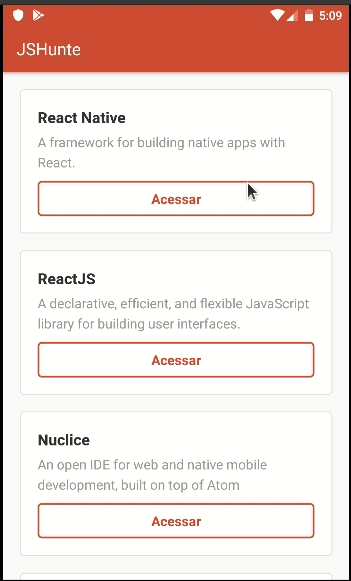 5:09
JSHunte
React Native
A framework for building native apps with
React.
Acessar
ReactJS
A declarative, efficient, and flexible JavaScript
library for building user interfaces.
Acessar
Nuclice
An open IDE for web and native mobile
development, built on top of Atom
Acessar